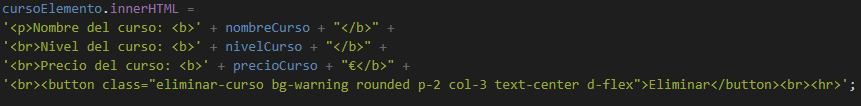 cursoElemento.innerHTML =
'<p>Nombre del curso: <b>' + nombreCurso + "</b>" +
'<br>Nivel del curso: <b>' + nivelCurso + "</b>" +
'<br>Precio del curso: <b>' + precioCurso + "€</b>" +
'<br><button class="eliminar-curso bg-warning rounded p-2 col-3 text-center d-flex">Eliminar</button><br><hr>';